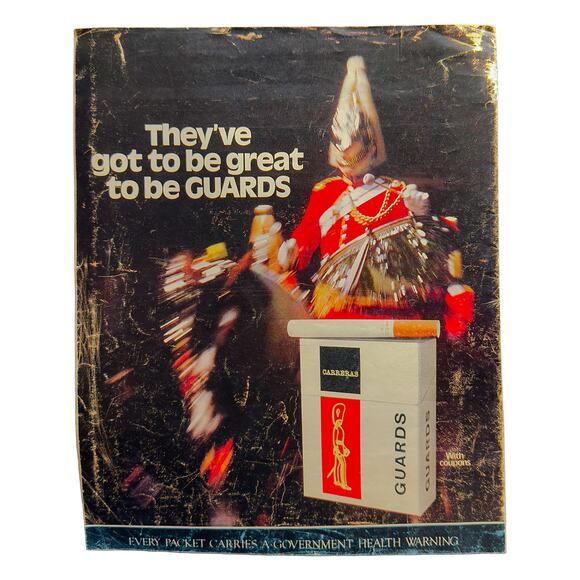 They've
got to be great
to be GUARDS
CARRERAS
GUARDS
GUARDS
With
coupons
EVERY PACKET CARRIES A GOVERNMENT HEALTH WARNING